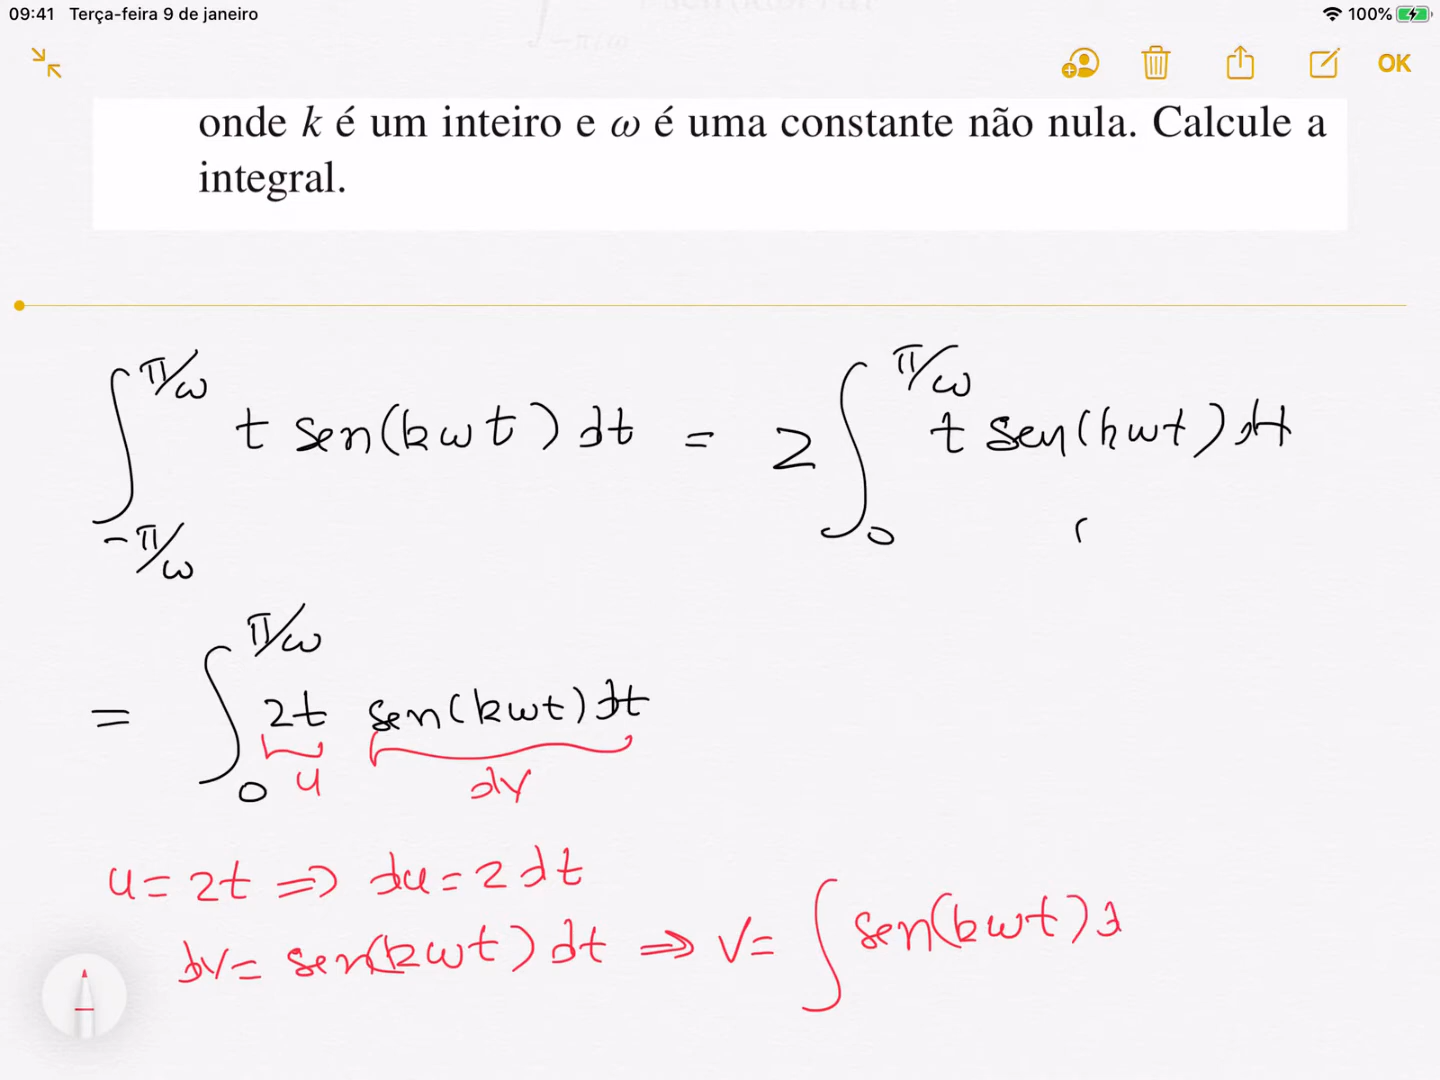 09:41 Terça-feira 9 de janeiro 100%
OK
onde k é um inteiro e ω é uma constante não nula. Calcule a
integral.
∫_{-π/ω}^{π/ω} t sen(kωt) dt = 2 ∫_0^{π/ω} t sen(kωt) dt
(
= ∫_0^{π/ω} 2t sen(kωt) dt
u dv
u = 2t ⇒ du = 2 dt
dv = sen(kωt) dt ⇒ v = ∫ sen(kωt) d